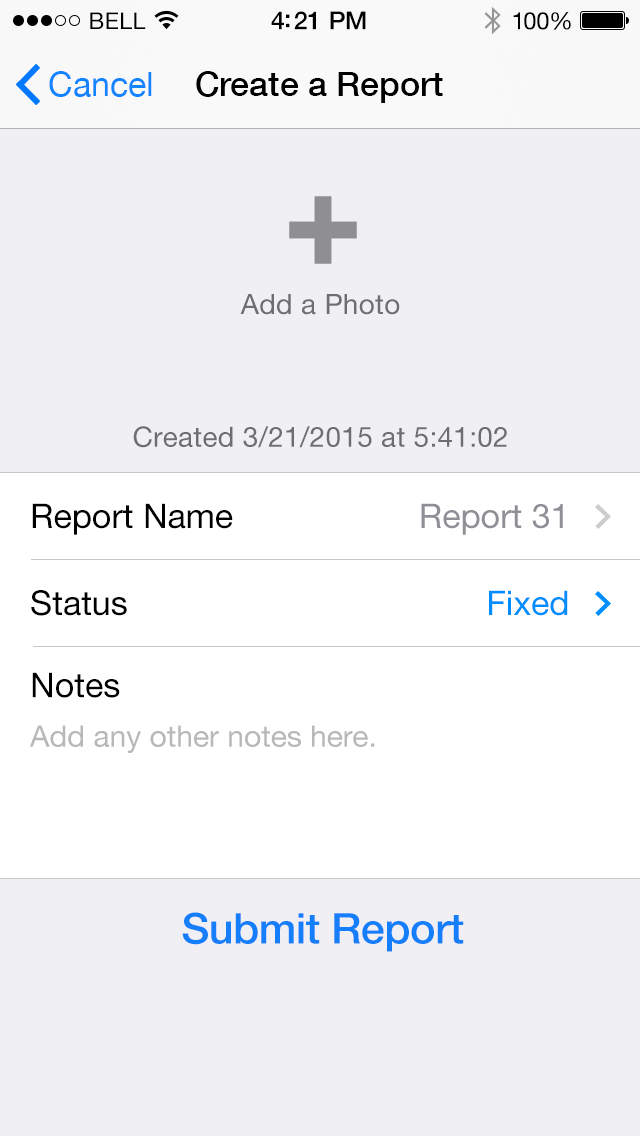 BELL 4:21 PM 100%
Cancel Create a Report
Add a Photo
Created 3/21/2015 at 5:41:02
Report Name Report 31
Status Fixed
Notes
Add any other notes here.
Submit Report